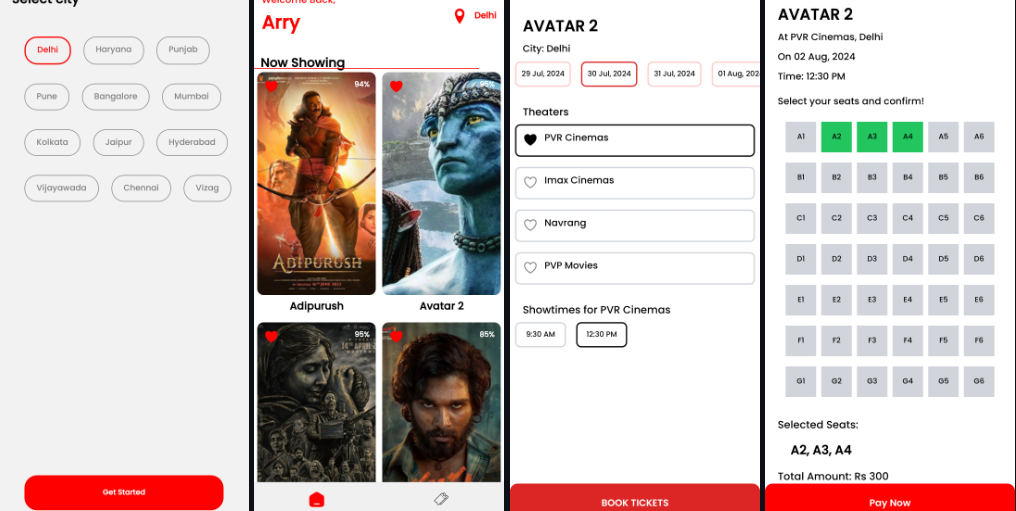 Select City
Delhi
Haryana
Punjab
Pune
Bangalore
Mumbai
Kolkata
Jaipur
Hyderabad
Vijayawada
Chennai
Vizag
Get Started
Welcome Back,
Arry
Delhi
Now Showing
94%
95%
ADIPURUSH
Adipurush
Avatar 2
95%
85%
AVATAR 2
City: Delhi
29 Jul, 2024
30 Jul, 2024
31 Jul, 2024
01 Aug, 202
Theaters
PVR Cinemas
Imax Cinemas
Navrang
PVP Movies
Showtimes for PVR Cinemas
9:30 AM
12:30 PM
BOOK TICKETS
AVATAR 2
At PVR Cinemas, Delhi
On 02 Aug, 2024
Time: 12:30 PM
Select your seats and confirm!
A1 A2 A3 A4 A5 A6
B1 B2 B3 B4 B5 B6
C1 C2 C3 C4 C5 C6
D1 D2 D3 D4 D5 D6
E1 E2 E3 E4 E5 E6
F1 F2 F3 F4 F5 F6
G1 G2 G3 G4 G5 G6
Selected Seats:
A2, A3, A4
Total Amount: Rs 300
Pay Now